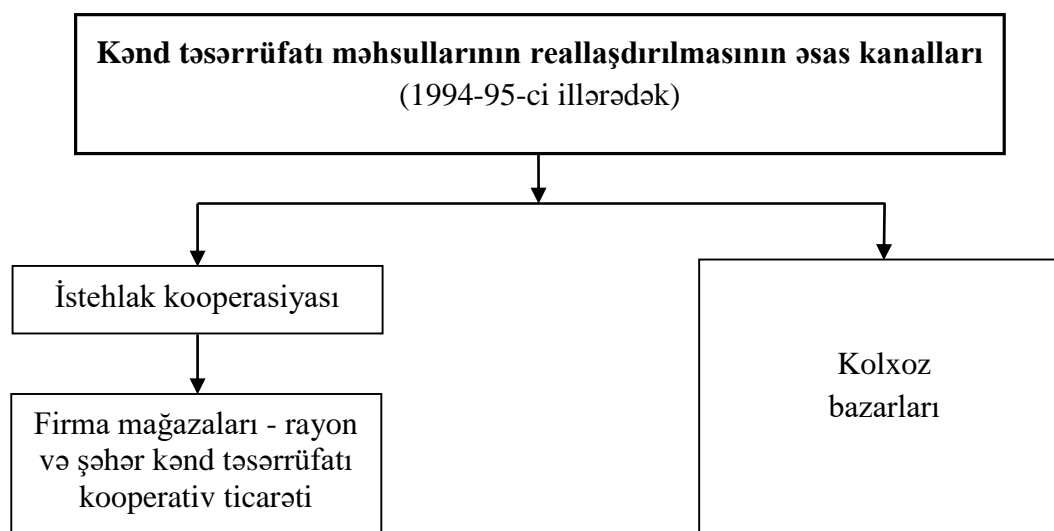 Kənd təsərrüfatı məhsullarının reallaşdırılmasının əsas kanalları
(1994-95-ci illərədək)
İstehlak kooperasiyası
Firma mağazaları - rayon
və şəhər kənd təsərrüfatı
kooperativ ticarəti
Kolxoz
bazarları